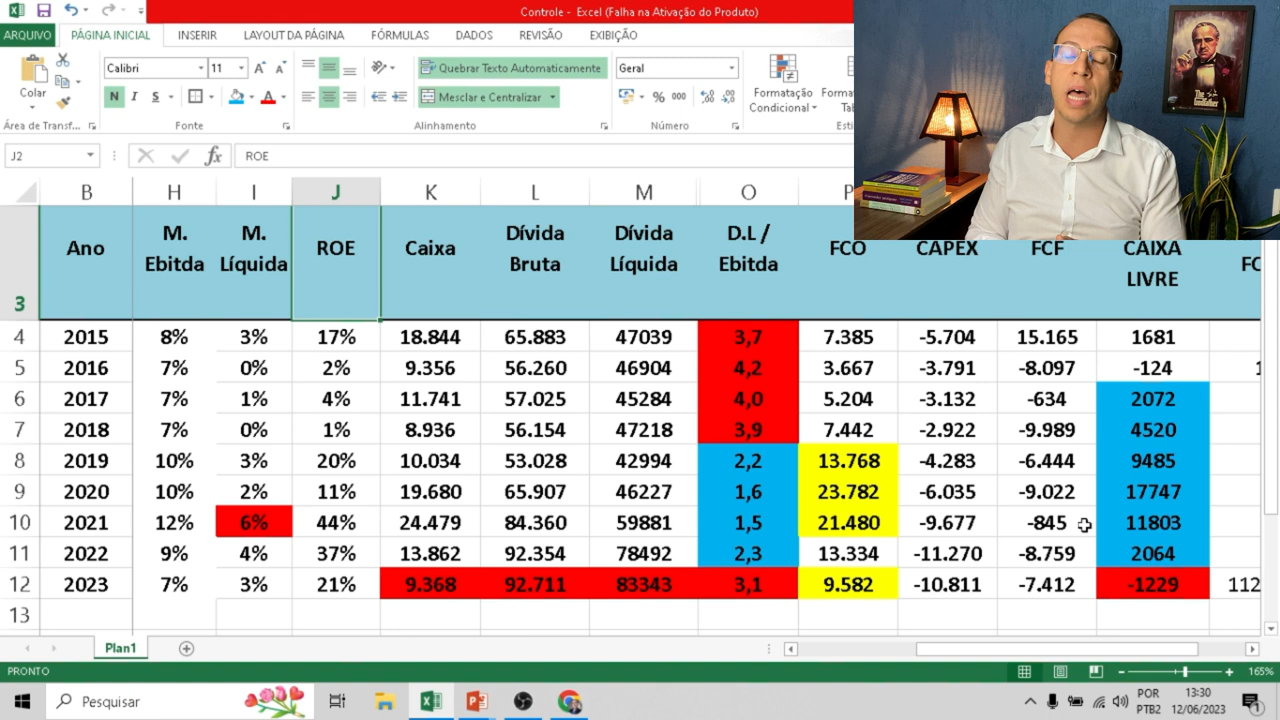 Controle - Excel (Falha na Ativação do Produto)
ARQUIVO PÁGINA INICIAL INSERIR LAYOUT DA PÁGINA FÓRMULAS DADOS REVISÃO EXIBIÇÃO
Colar
Calibri 11
N I S
Quebrar Texto Automaticamente
Mesclar e Centralizar
Geral
% 000
Formatação Condicional
Área de Transf... Fonte Alinhamento Número
The Godfather
J2 fx ROE
B H I J K L M O P
3 Ano M. Ebitda M. Líquida ROE Caixa Dívida Bruta Dívida Líquida D.L / Ebitda FCO CAPEX FCF CAIXA LIVRE
4 2015 8% 3% 17% 18.844 65.883 47039 3,7 7.385 -5.704 15.165 1681
5 2016 7% 0% 2% 9.356 56.260 46904 4,2 3.667 -3.791 -8.097 -124
6 2017 7% 1% 4% 11.741 57.025 45284 4,0 5.204 -3.132 -634 2072
7 2018 7% 0% 1% 8.936 56.154 47218 3,9 7.442 -2.922 -9.989 4520
8 2019 10% 3% 20% 10.034 53.028 42994 2,2 13.768 -4.283 -6.444 9485
9 2020 10% 2% 11% 19.680 65.907 46227 1,6 23.782 -6.035 -9.022 17747
10 2021 12% 6% 44% 24.479 84.360 59881 1,5 21.480 -9.677 -845 11803
11 2022 9% 4% 37% 13.862 92.354 78492 2,3 13.334 -11.270 -8.759 2064
12 2023 7% 3% 21% 9.368 92.711 83343 3,1 9.582 -10.811 -7.412 -1229 112
13
Plan1
PRONTO 165%
Pesquisar
POR PTB2
13:30
12/06/2023